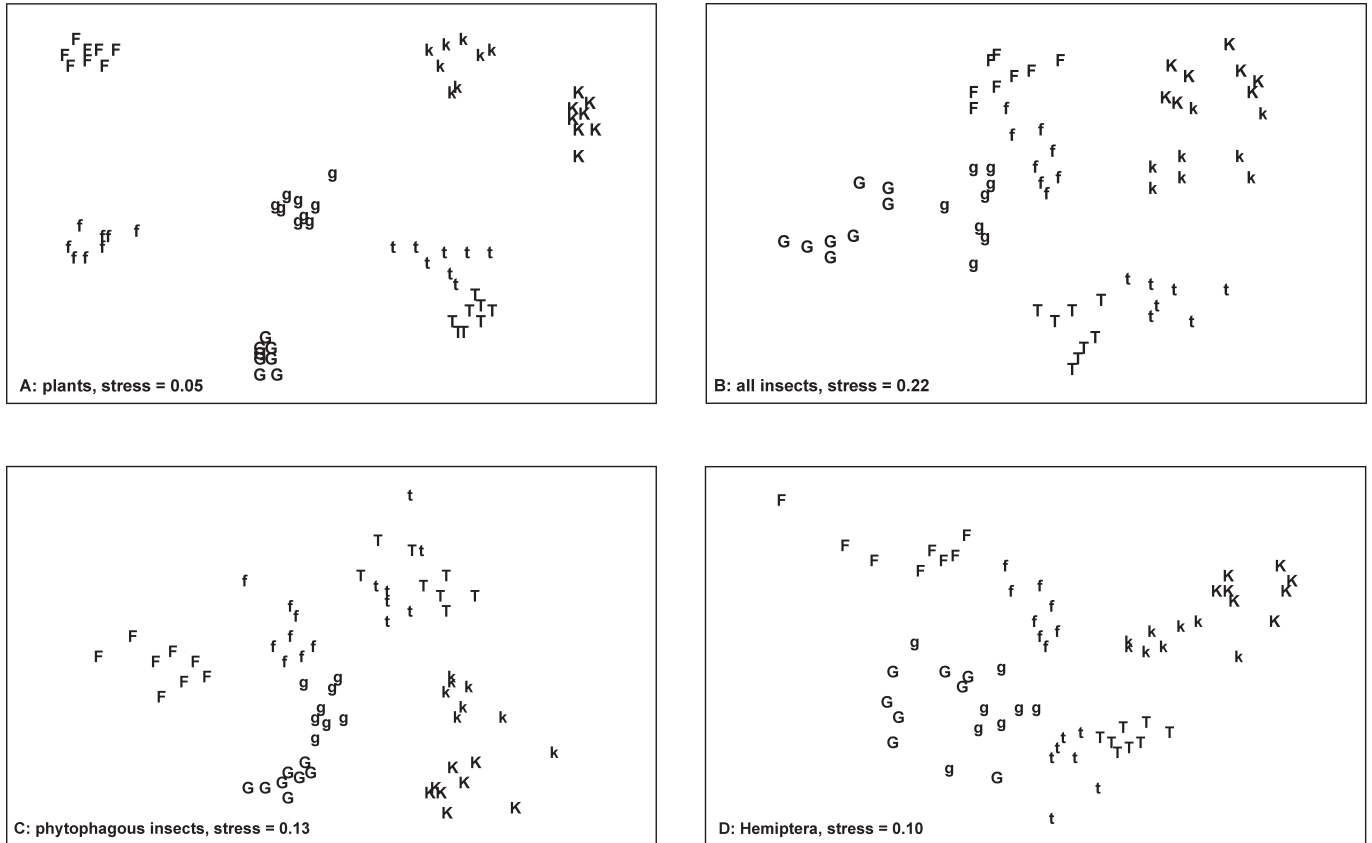 F F F F F F F F
k k k k k k k k
K K K K K K K K
g g g g g g g g g
f f f f f f f f
t t t t t t t t
T T T T T T T T
G G G G G G G G
A: plants, stress = 0.05
F F F F F F F F
K K K K K K K K
f f f f f f f f
k k k k k k k k
g g g g g g g g
G G G G G G G G
t t t t t t t
T T T T T T T T
B: all insects, stress = 0.22
t t t t t t t t
T T T T T T T T
f f f f f f f f
F F F F F F F F
g g g g g g g g
k k k k k k k k
G G G G G G G G
K K K K K K K K
C: phytophagous insects, stress = 0.13
F F F F F F F F
f f f f f f f f
K K K K K K K K
k k k k k k k k
g g g g g g g g
G G G G G G G G
T T T T T T T T
t t t t t t t
D: Hemiptera, stress = 0.10